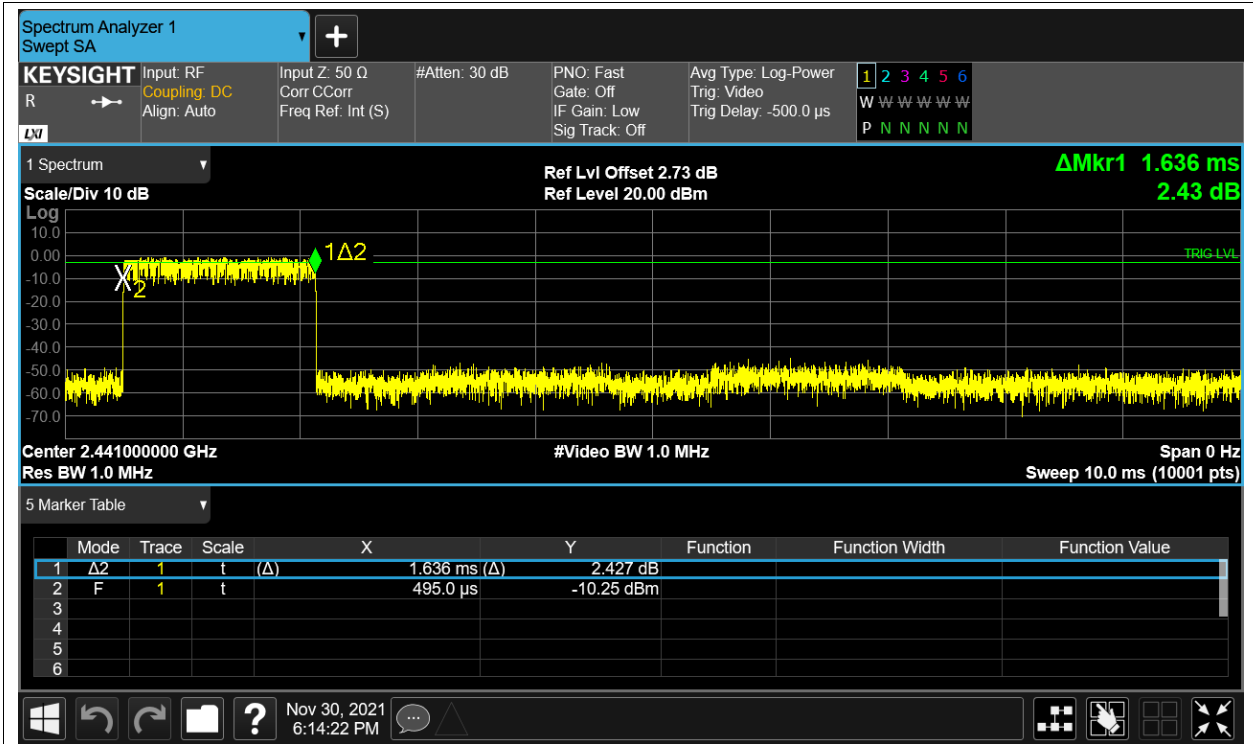 Spectrum Analyzer 1
Swept SA
KEYSIGHT
R
LXI
Input: RF
Coupling: DC
Align: Auto
Input Z: 50 Ω
Corr CCorr
Freq Ref: Int (S)
#Atten: 30 dB
PNO: Fast
Gate: Off
IF Gain: Low
Sig Track: Off
Avg Type: Log-Power
Trig: Video
Trig Delay: -500.0 µs
1 2 3 4 5 6
W W W W W W
P N N N N N
1 Spectrum
Scale/Div 10 dB
Ref Lvl Offset 2.73 dB
Ref Level 20.00 dBm
ΔMkr1 1.636 ms
2.43 dB
Log
10.0
0.00
-10.0
-20.0
-30.0
-40.0
-50.0
-60.0
-70.0
1Δ2
X2
TRIG LVL
Center 2.441000000 GHz
Res BW 1.0 MHz
#Video BW 1.0 MHz
Span 0 Hz
Sweep 10.0 ms (10001 pts)
5 Marker Table
Mode Trace Scale X Y Function Function Width Function Value
1 Δ2 1 t (Δ) 1.636 ms (Δ) 2.427 dB
2 F 1 t 495.0 µs -10.25 dBm
3
4
5
6
?
Nov 30, 2021
6:14:22 PM